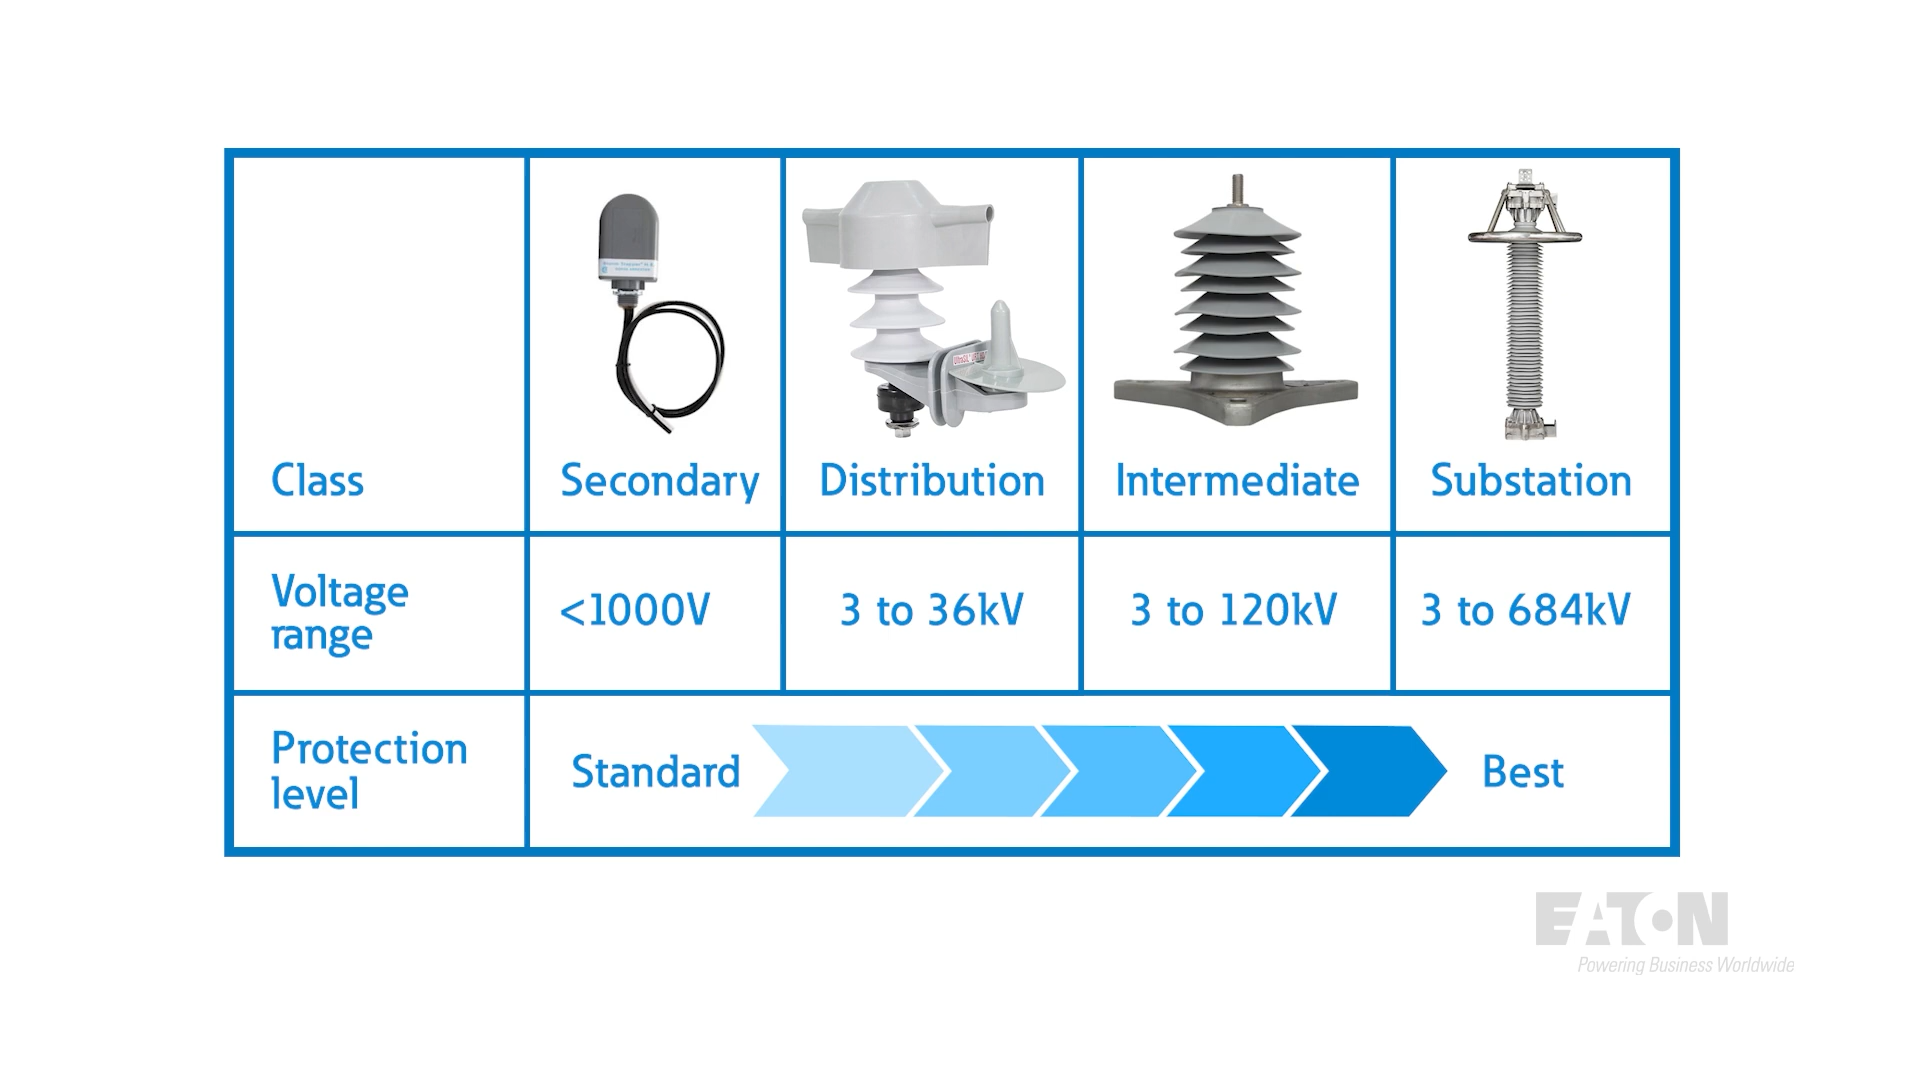 Class
Secondary
Distribution
Intermediate
Substation
Voltage
range
<1000V
3 to 36kV
3 to 120kV
3 to 684kV
Protection
level
Standard
Best
EATON
Powering Business Worldwide